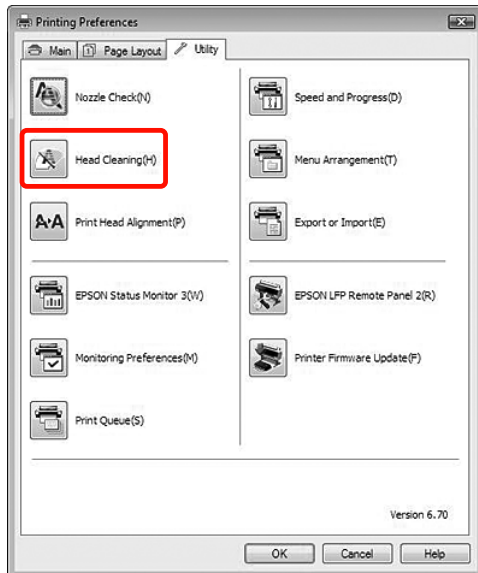 Printing Preferences
Main
Page Layout
Utility
Nozzle Check(N)
Speed and Progress(D)
Head Cleaning(H)
Menu Arrangement(T)
A·A
Print Head Alignment(P)
Export or Import(E)
EPSON Status Monitor 3(W)
EPSON LFP Remote Panel 2(R)
Monitoring Preferences(M)
Printer Firmware Update(F)
Print Queue(S)
Version 6.70
OK
Cancel
Help